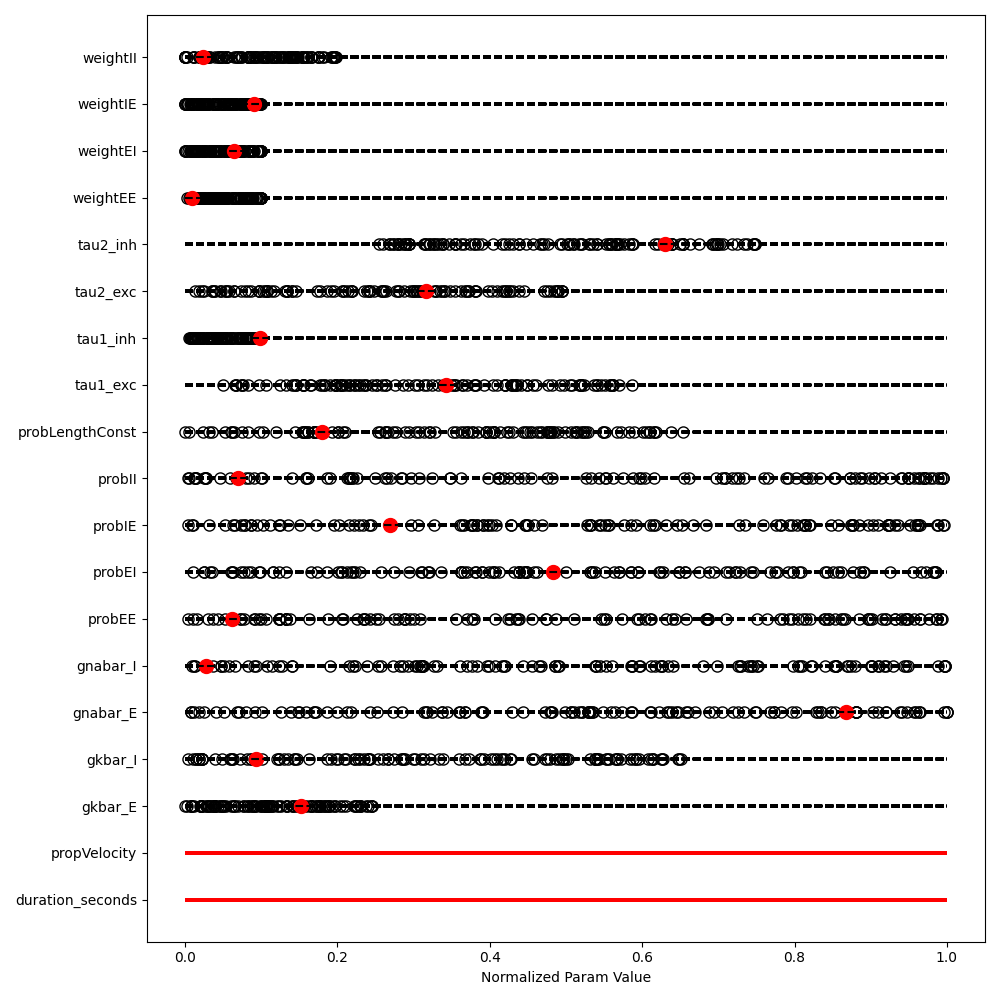 weightII
weightIE
weightEI
weightEE
tau2_inh
tau2_exc
tau1_inh
tau1_exc
probLengthConst
probII
probIE
probEI
probEE
gnabar_I
gnabar_E
gkbar_I
gkbar_E
propVelocity
duration_seconds
0.0 0.2 0.4 0.6 0.8 1.0
Normalized Param Value